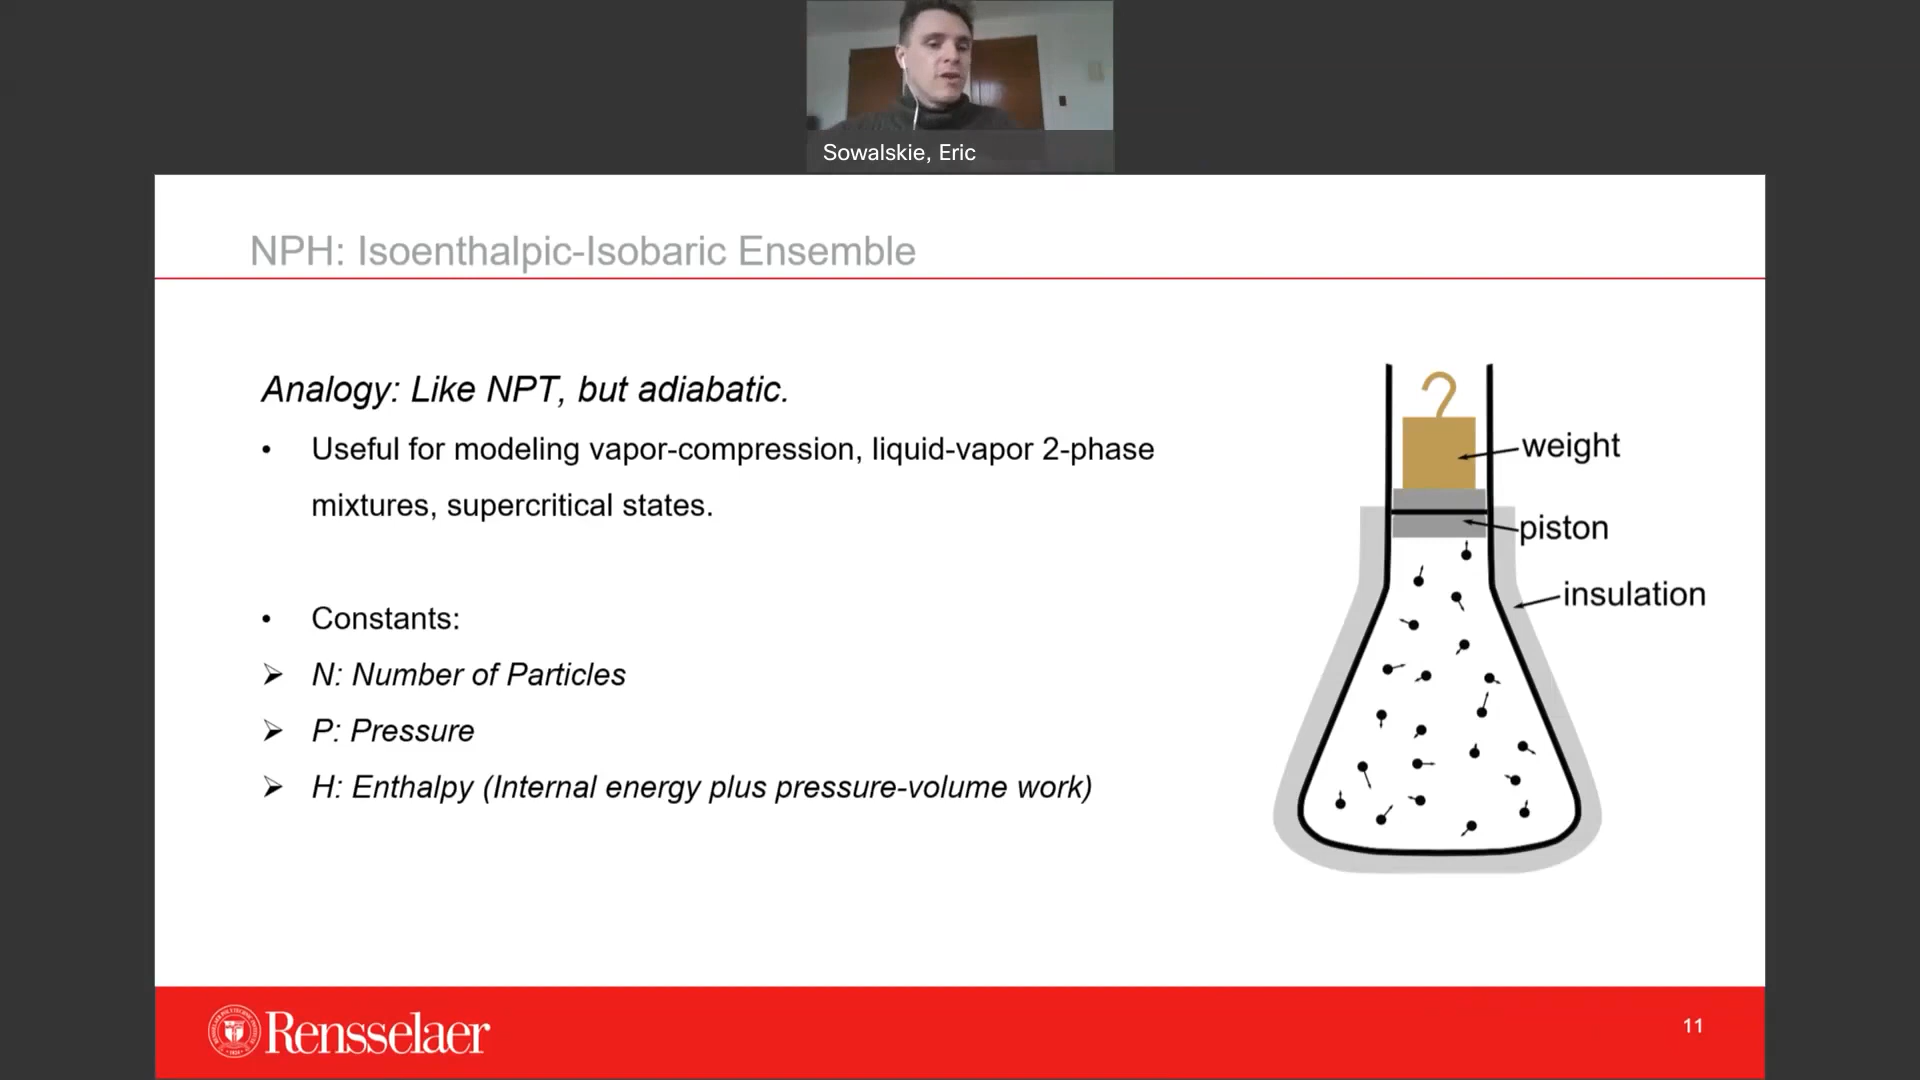 Sowalskie, Eric
NPH: Isoenthalpic-Isobaric Ensemble
Analogy: Like NPT, but adiabatic.
• Useful for modeling vapor-compression, liquid-vapor 2-phase
mixtures, supercritical states.
• Constants:
➢ N: Number of Particles
➢ P: Pressure
➢ H: Enthalpy (Internal energy plus pressure-volume work)
weight
piston
insulation
Rensselaer
11